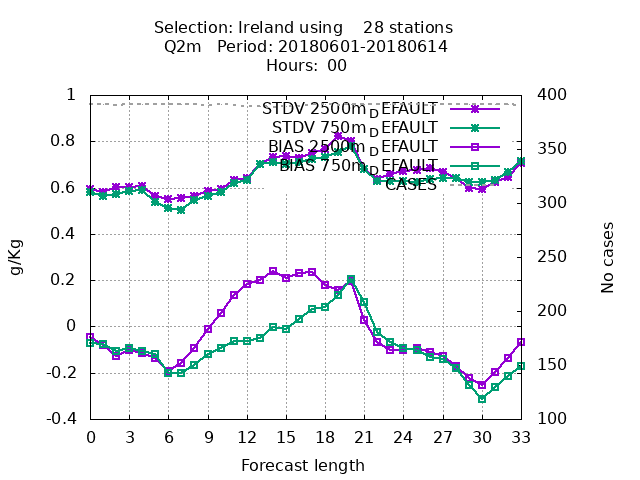 Selection: Ireland using    28 stations
Q2m   Period: 20180601-20180614
Hours:  00
STDV 2500m_DEFAULT
STDV 750m_DEFAULT
BIAS 2500m_DEFAULT
BIAS 750m_DEFAULT
CASES
1
0.8
0.6
0.4
0.2
0
-0.2
-0.4
g/Kg
400
350
300
250
200
150
100
No cases
0 3 6 9 12 15 18 21 24 27 30 33
Forecast length